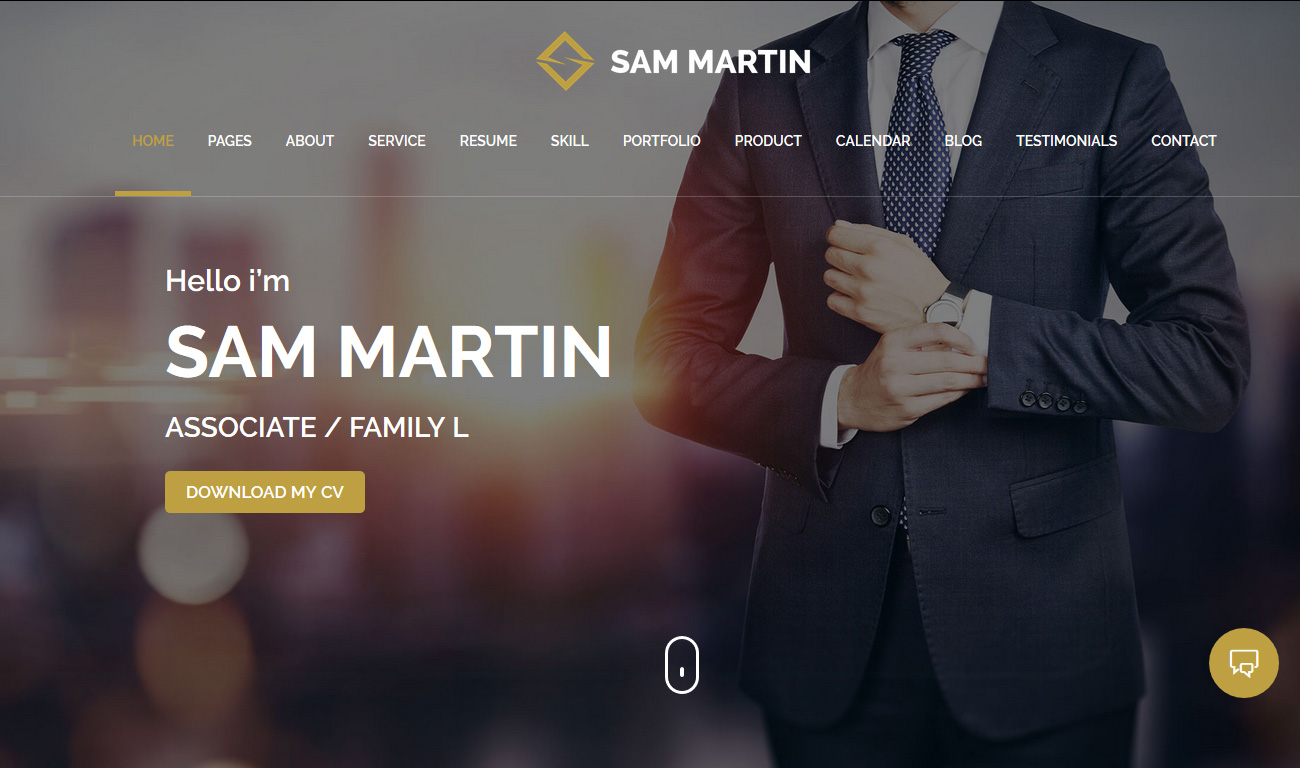 SAM MARTIN
HOME PAGES ABOUT SERVICE RESUME SKILL PORTFOLIO PRODUCT CALENDAR BLOG TESTIMONIALS CONTACT
Hello i’m
SAM MARTIN
ASSOCIATE / FAMILY L
DOWNLOAD MY CV